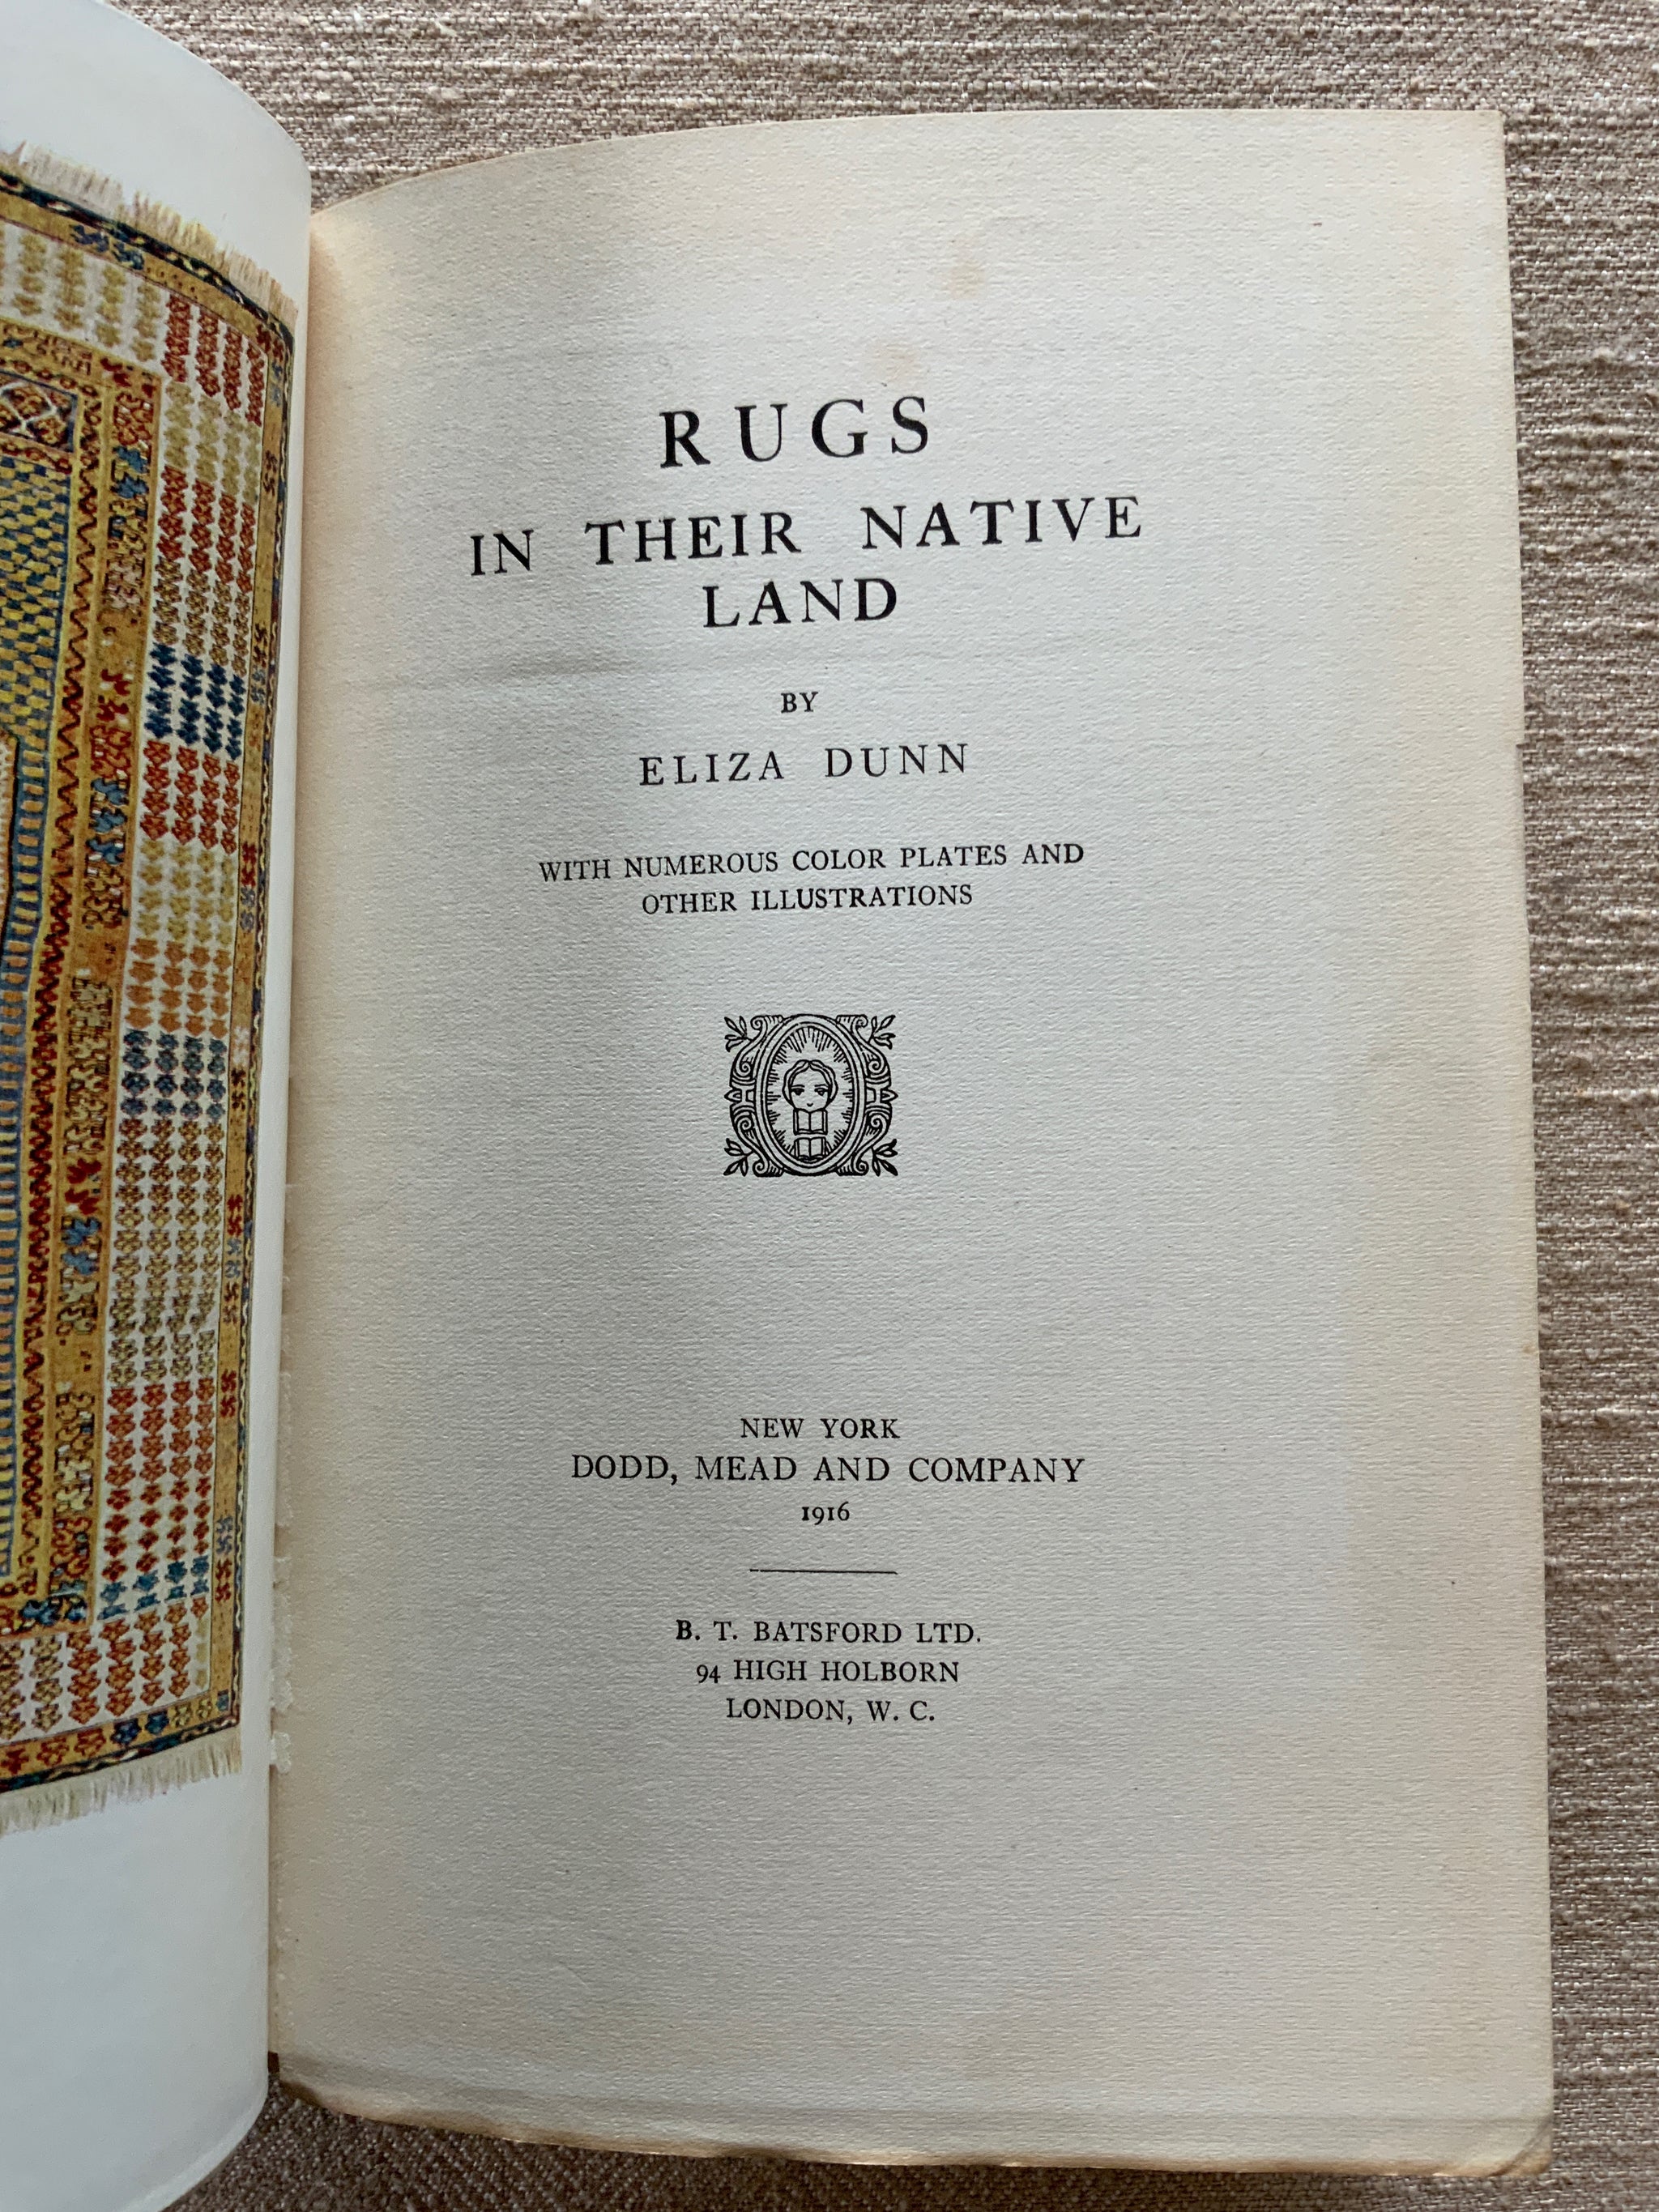 RUGS
IN THEIR NATIVE
LAND
BY
ELIZA DUNN
WITH NUMEROUS COLOR PLATES AND
OTHER ILLUSTRATIONS
NEW YORK
DODD, MEAD AND COMPANY
1916
B. T. BATSFORD LTD.
94 HIGH HOLBORN
LONDON, W. C.